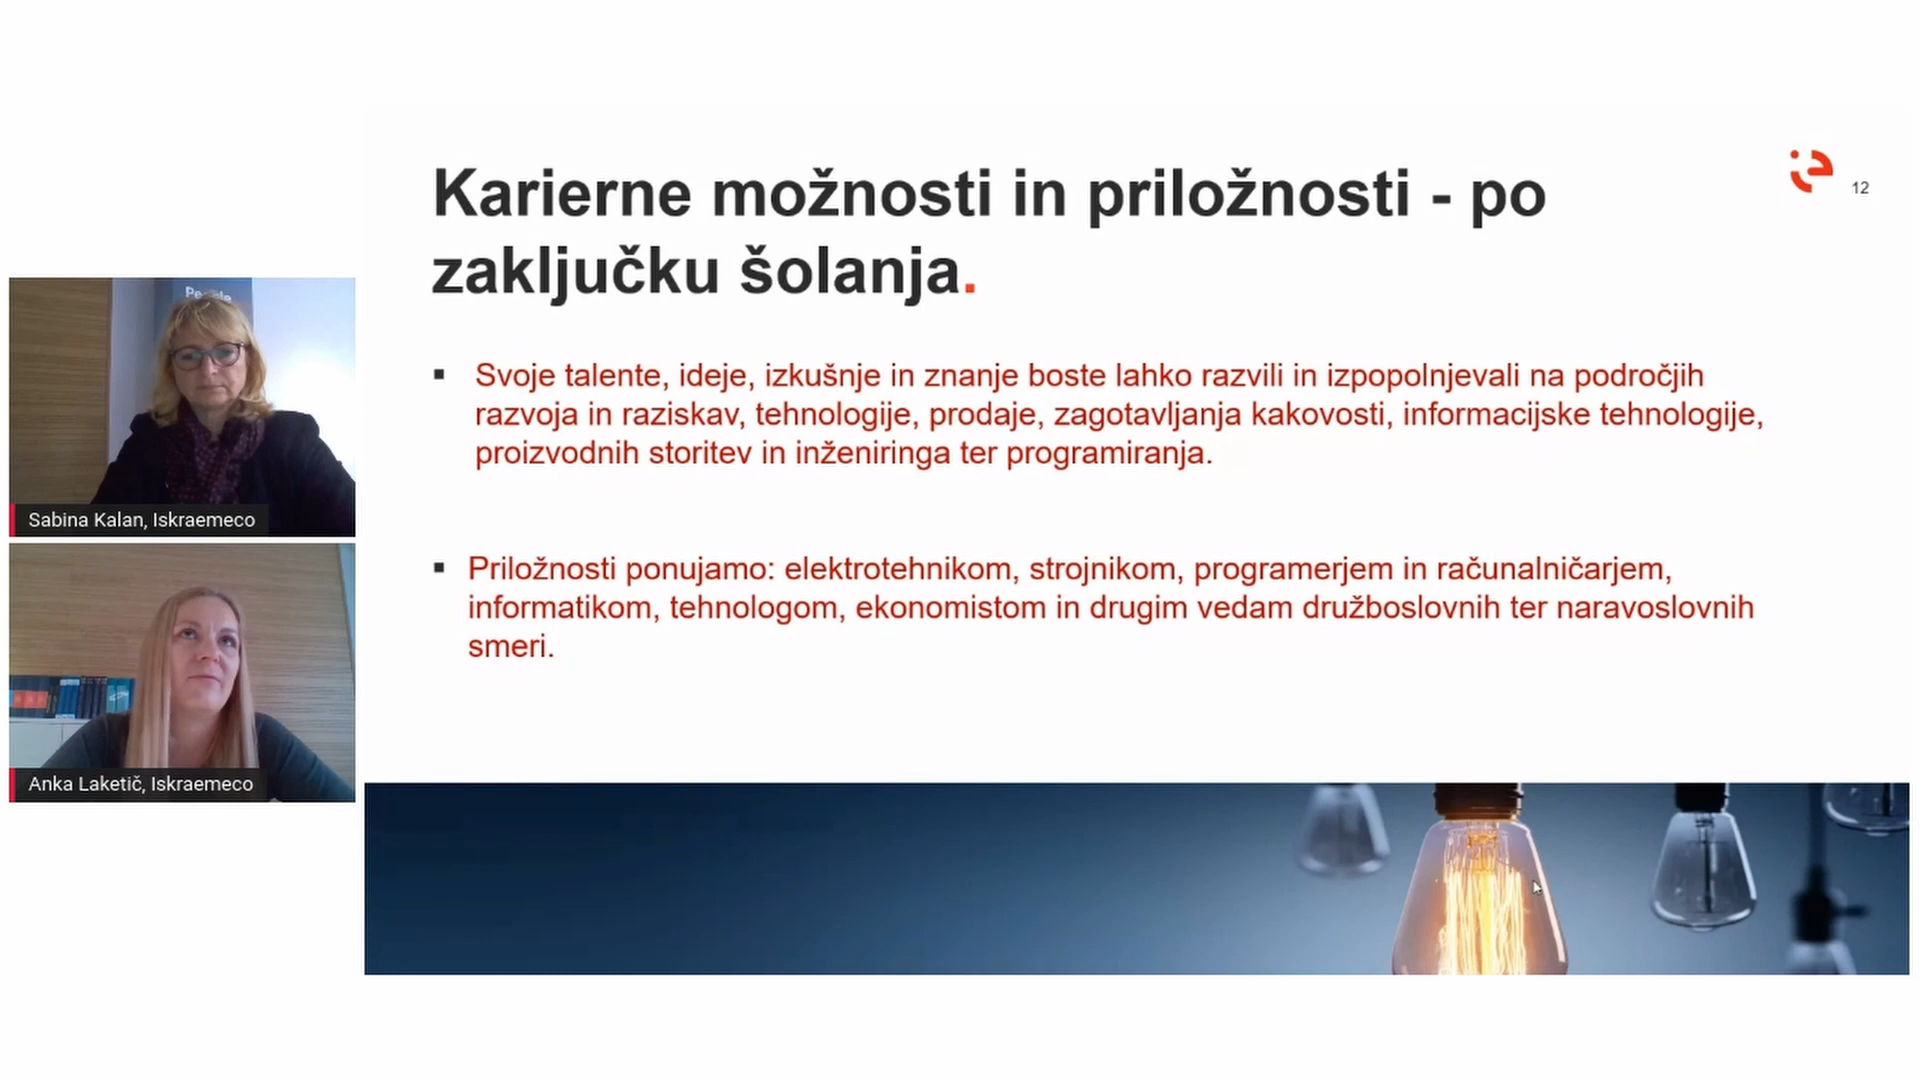 Karierne možnosti in priložnosti - po
zaključku šolanja.
12
▪ Svoje talente, ideje, izkušnje in znanje boste lahko razvili in izpopolnjevali na področjih
razvoja in raziskav, tehnologije, prodaje, zagotavljanja kakovosti, informacijske tehnologije,
proizvodnih storitev in inženiringa ter programiranja.
▪ Priložnosti ponujamo: elektrotehnikom, strojnikom, programerjem in računalničarjem,
informatikom, tehnologom, ekonomistom in drugim vedam družboslovnih ter naravoslovnih
smeri.
Sabina Kalan, Iskraemeco
Anka Laketič, Iskraemeco